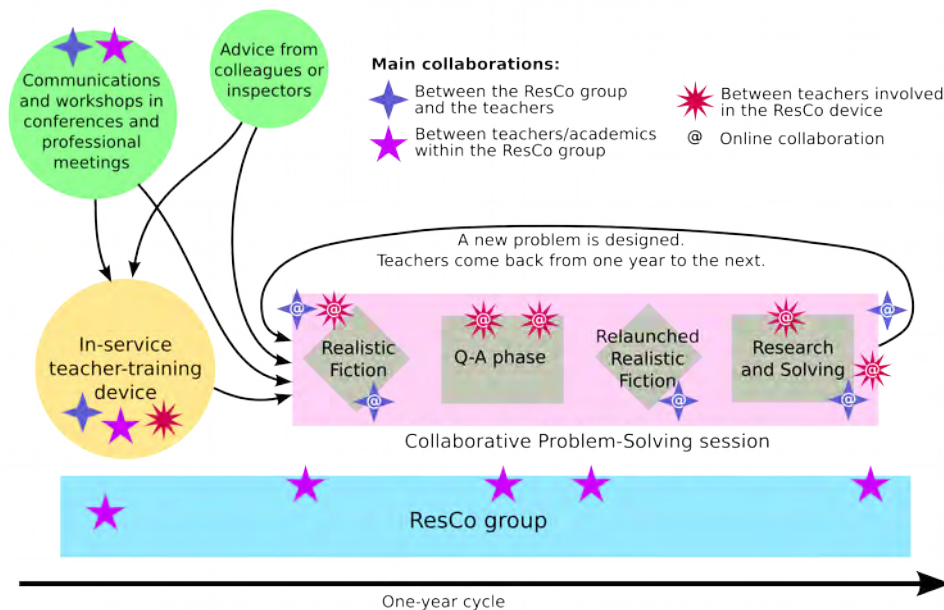 Communications
and workshops in
conferences and
professional
meetings
Advice from
colleagues or
inspectors
Main collaborations:
Between the ResCo group
and the teachers
Between teachers/academics
within the ResCo group
Between teachers involved
in the ResCo device
@ Online collaboration
A new problem is designed.
Teachers come back from one year to the next.
In-service
teacher-training
device
@ @
Realistic
Fiction
@
@ @
Q-A phase
Relaunched
Realistic
Fiction
@
@
Research
and Solving
@
@
@
Collaborative Problem-Solving session
ResCo group
One-year cycle